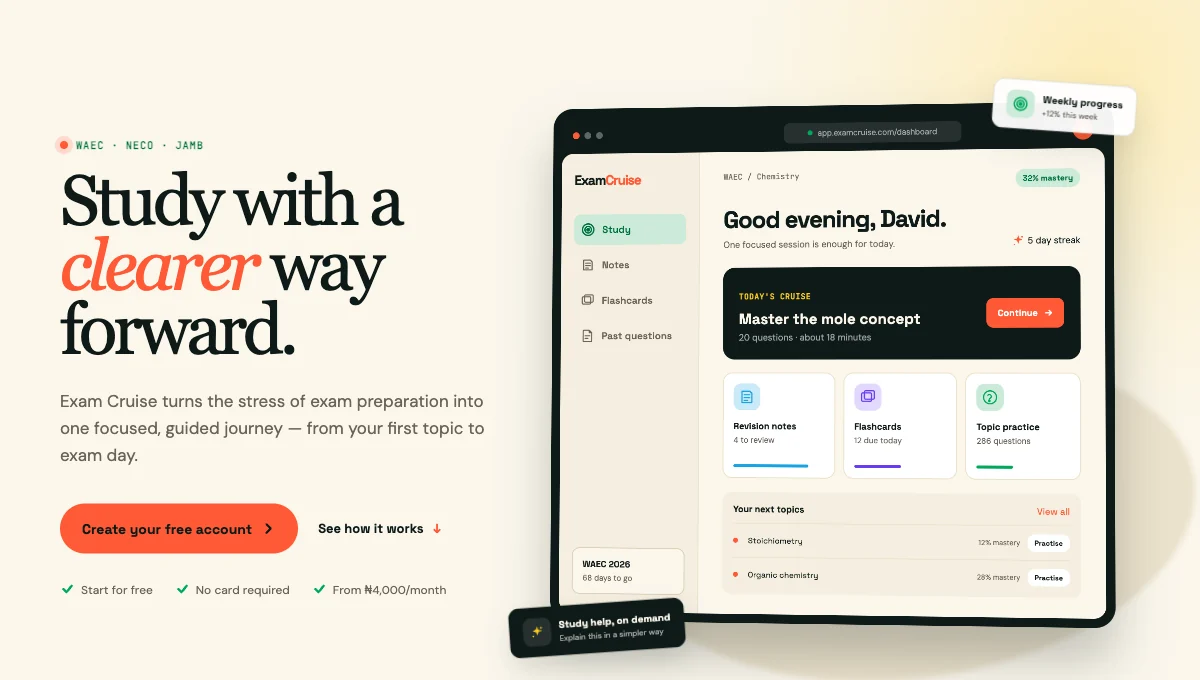 WAEC · NECO · JAMB
Study with a
clearer way
forward.
Exam Cruise turns the stress of exam preparation into
one focused, guided journey — from your first topic to
exam day.
Create your free account
See how it works ↓
Start for free
No card required
From ₦4,000/month
app.examcruise.com/dashboard
Weekly progress
+12% this week
ExamCruise
Study
Notes
Flashcards
Past questions
WAEC 2026
68 days to go
WAEC / Chemistry
32% mastery
Good evening, David.
One focused session is enough for today.
5 day streak
TODAY'S CRUISE
Master the mole concept
20 questions · about 18 minutes
Continue →
Revision notes
4 to review
Flashcards
12 due today
Topic practice
286 questions
Your next topics
View all
Stoichiometry
12% mastery
Practise
Organic chemistry
28% mastery
Practise
Study help, on demand
Explain this in a simpler way